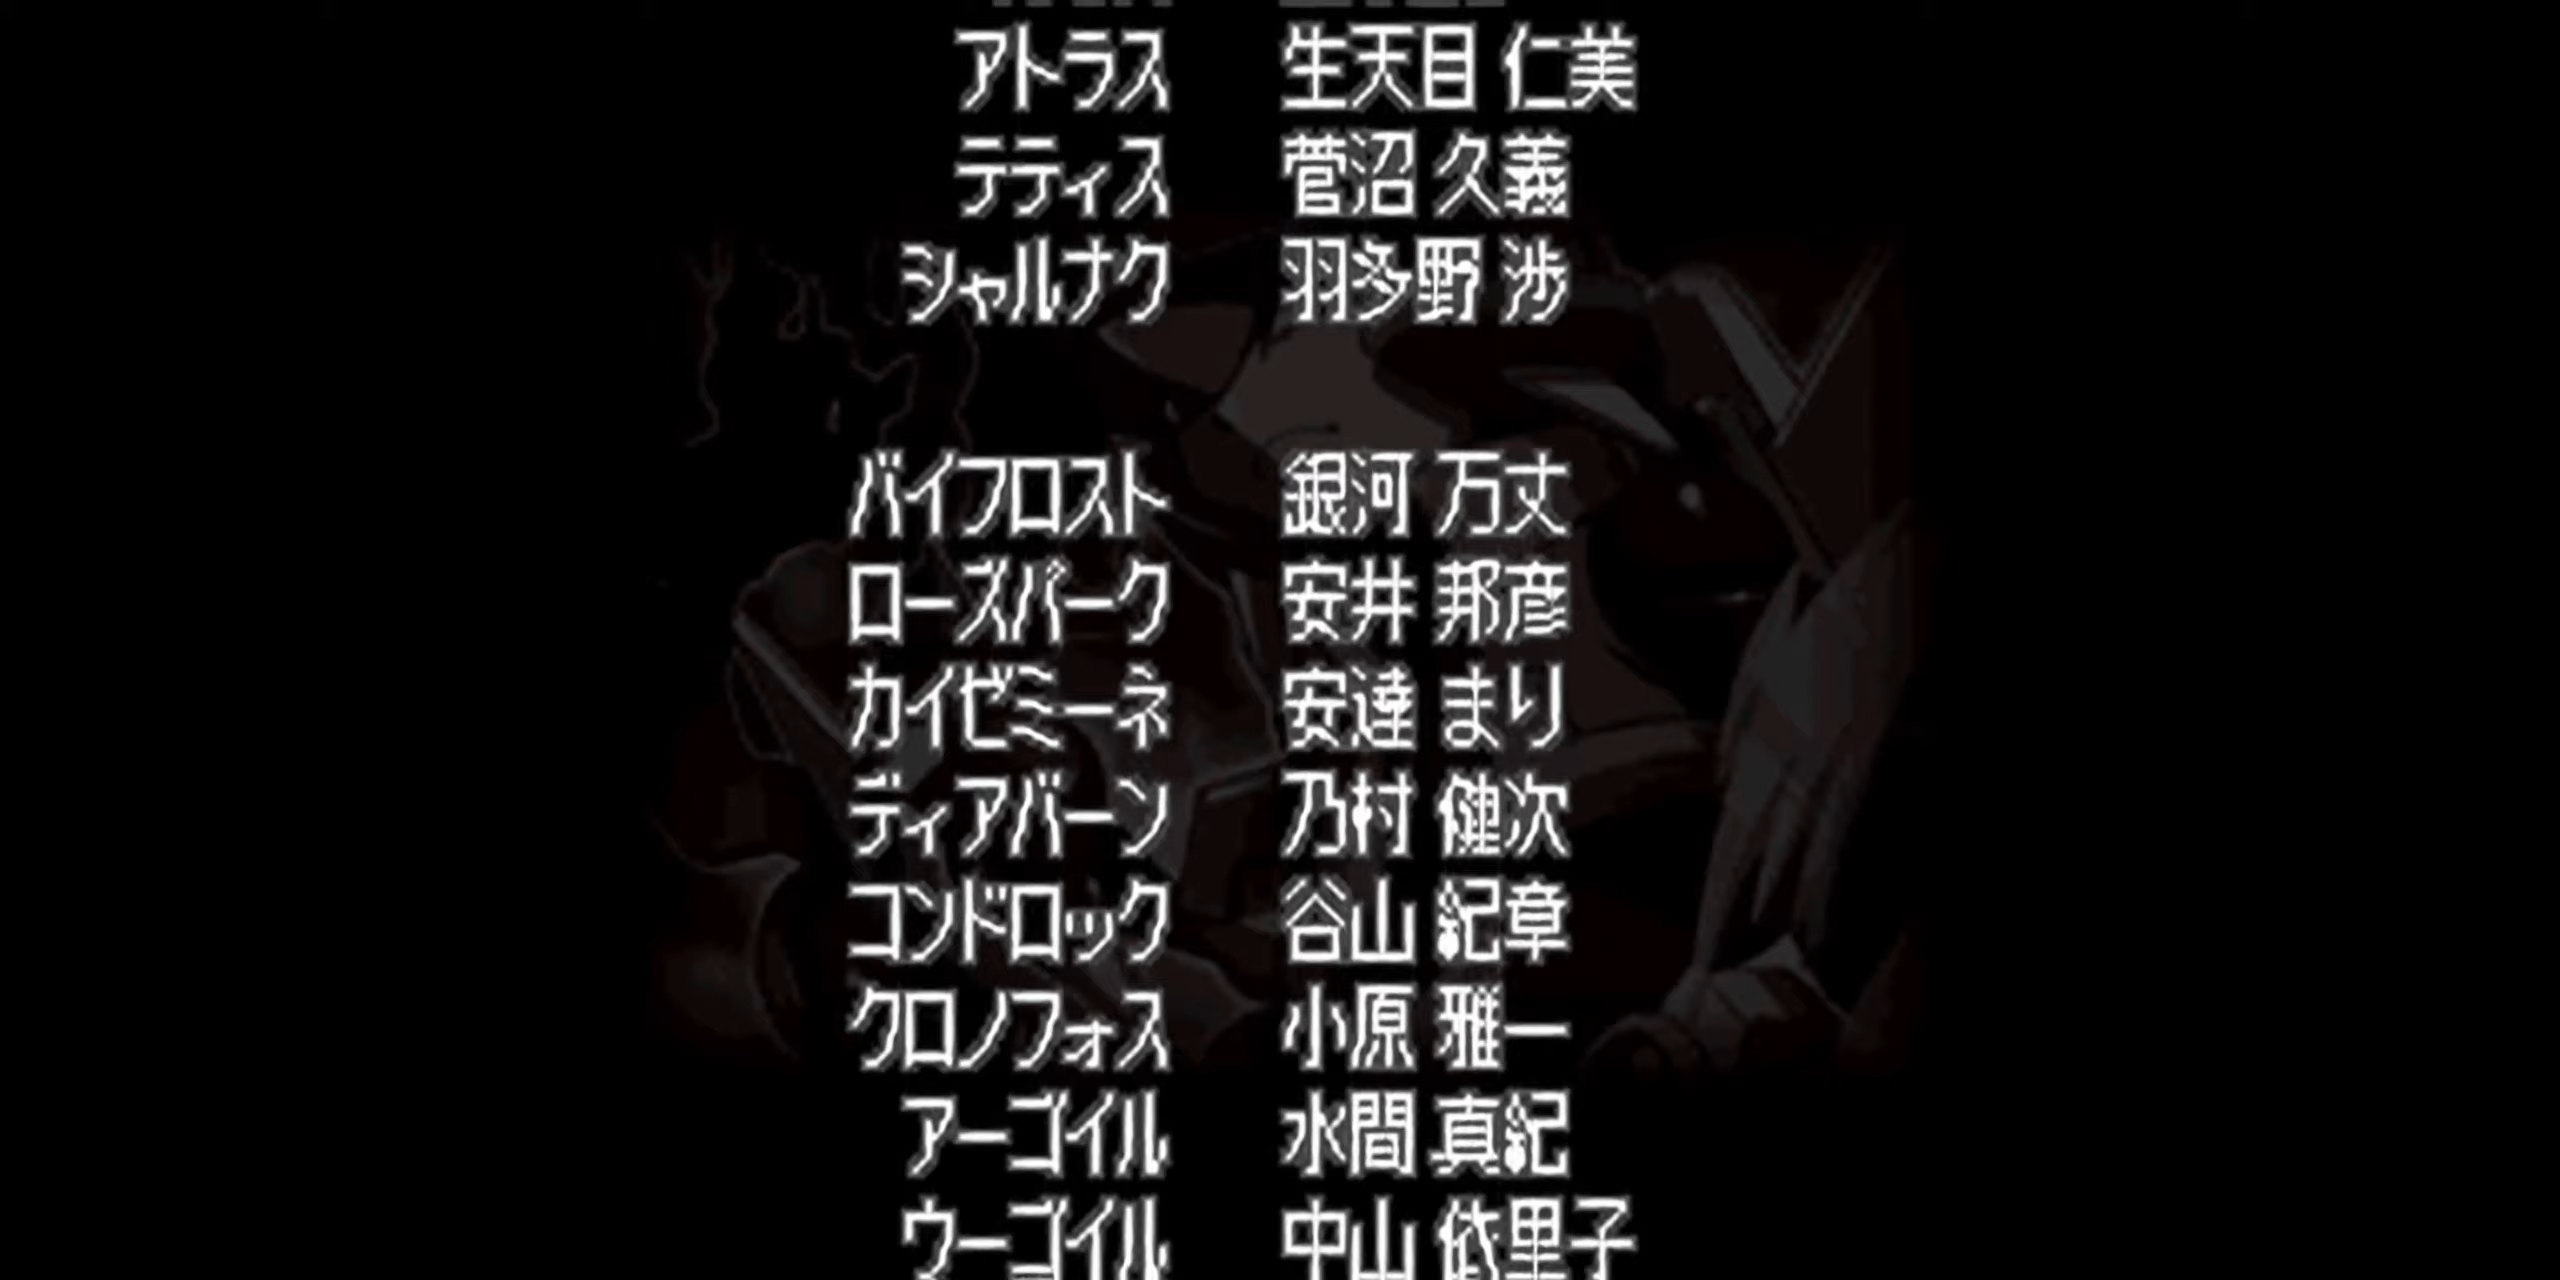 アトラス 生天目 仁美
テティス 菅沼 久義
シャルナク 羽多野 渉
バイフロスト 銀河 万丈
ローズパーク 安井 邦彦
カイゼミーネ 安達 まり
ディアバーン 乃村 健次
コンドロック 谷山 紀章
クロノフォス 小原 雅一
アーゴイル 水間 真紀
ウーゴイル 中山 依里子